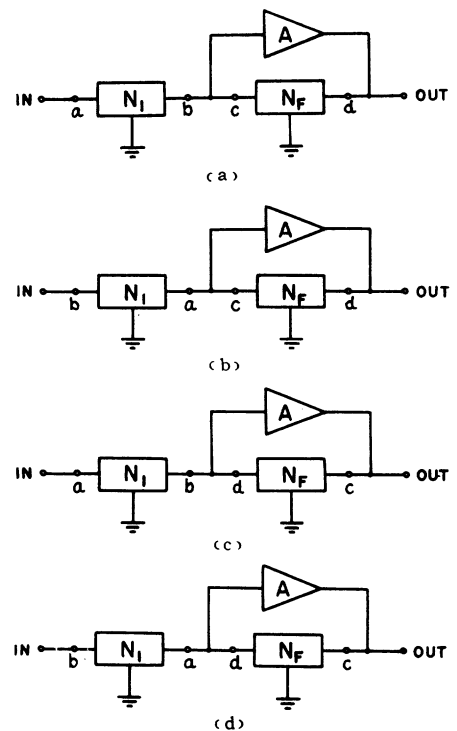 A
IN a N1 b c NF d OUT
(a)
A
IN b N1 a c NF d OUT
(b)
A
IN a N1 b d NF c OUT
(c)
A
IN b N1 a d NF c OUT
(d)